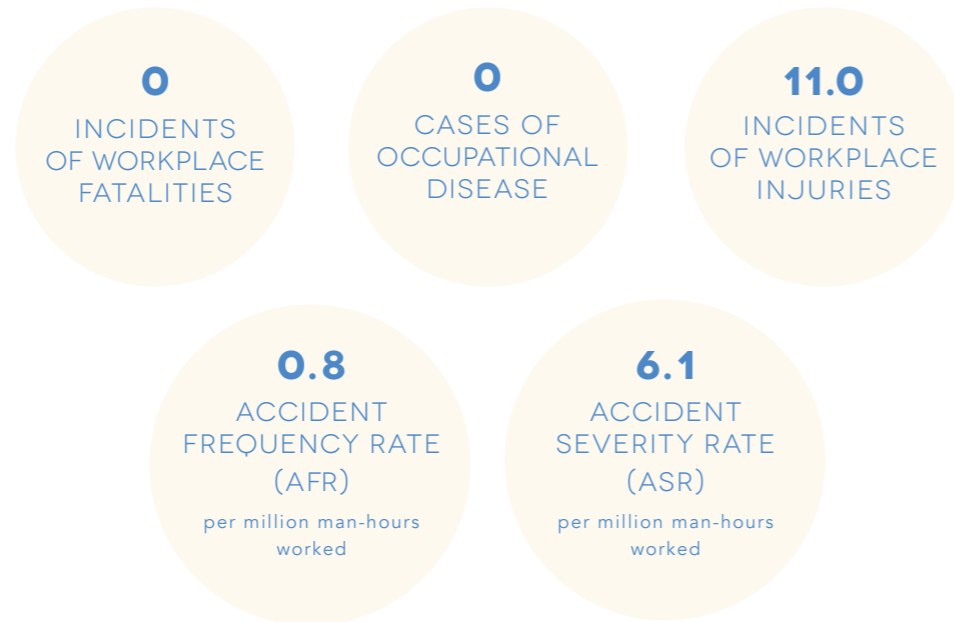 0
INCIDENTS
OF WORKPLACE
FATALITIES
0
CASES OF
OCCUPATIONAL
DISEASE
11.0
INCIDENTS
OF WORKPLACE
INJURIES
0.8
ACCIDENT
FREQUENCY RATE
(AFR)
per million man-hours
worked
6.1
ACCIDENT
SEVERITY RATE
(ASR)
per million man-hours
worked